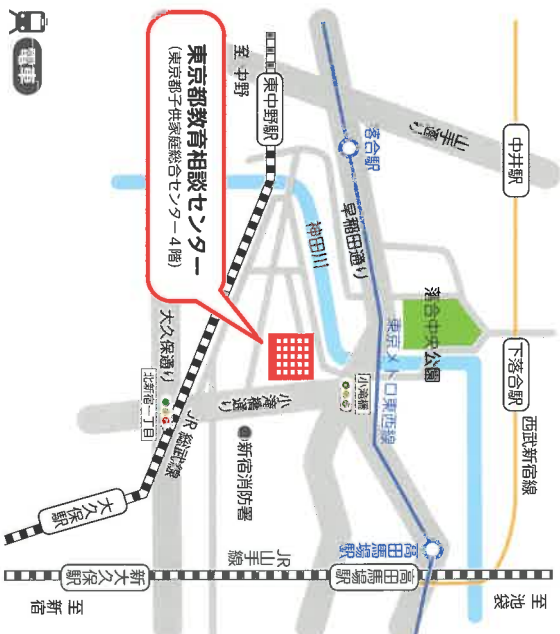 電車
東京都教育相談センター
(東京都子供家庭総合センター4階)
至 中野
東中野駅
落合駅
山手通り
中井駅
早稲田通り
神田川
落合中央公園
東京メトロ東西線
下落合駅
西武新宿線
小滝橋
小滝橋通り
大久保通り
北新宿一丁目
JR 総武線
新宿消防署
大久保駅
新大久保駅
JR山手線
高田馬場駅
高田馬場駅
至 新宿
至 池袋